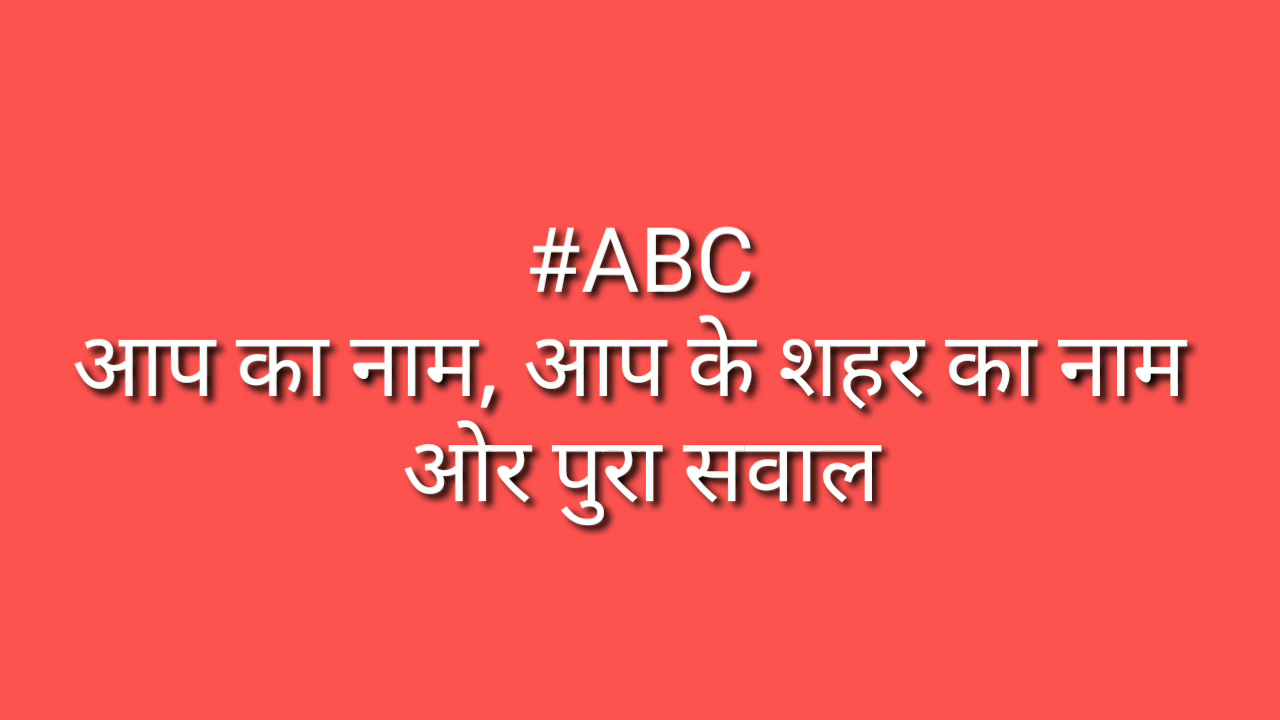 #ABC
आप का नाम, आप के शहर का नाम
ओर पुरा सवाल